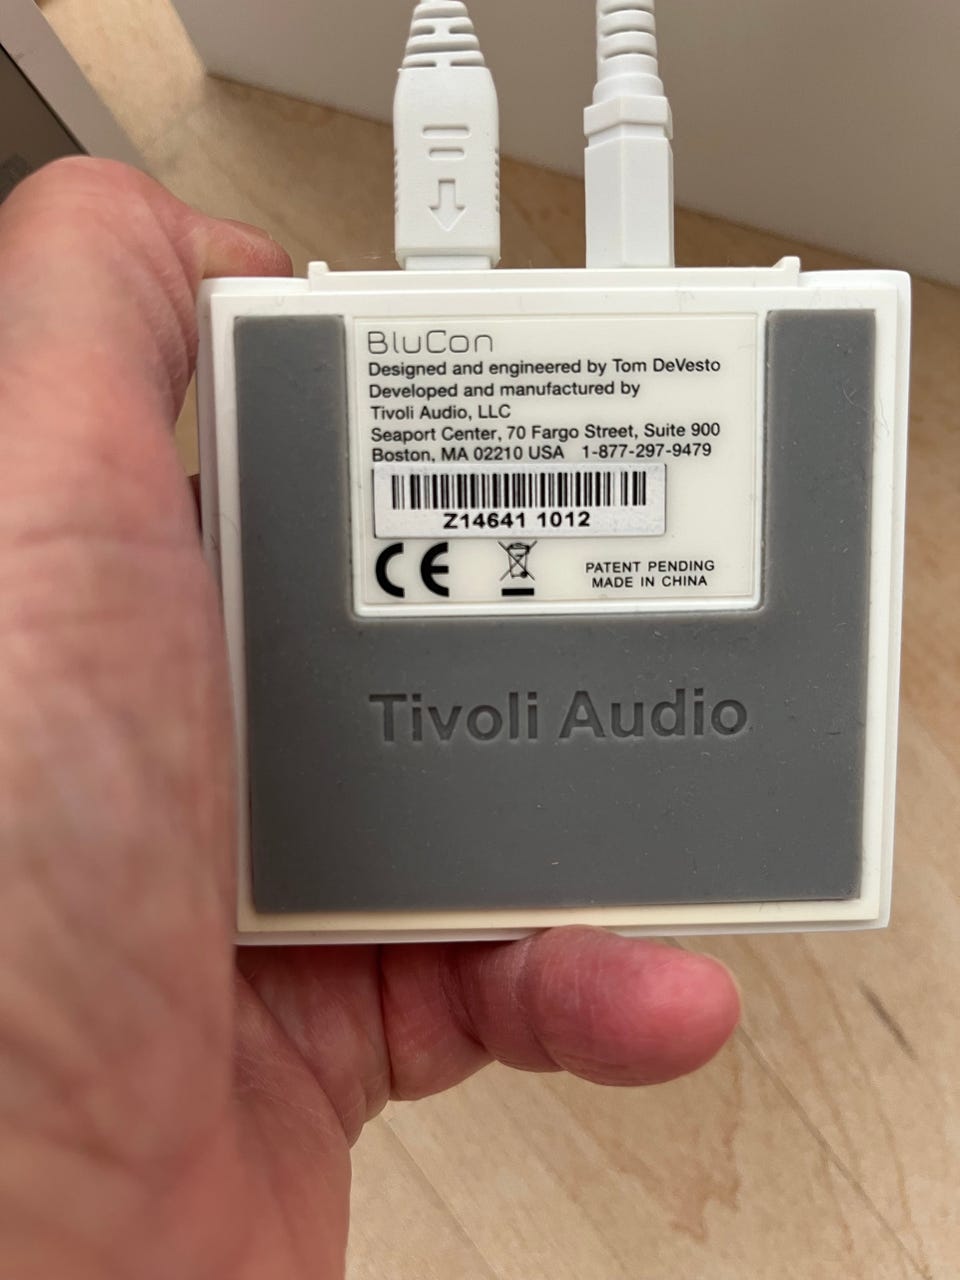 BluCon
Designed and engineered by Tom DeVesto
Developed and manufactured by
Tivoli Audio, LLC
Seaport Center, 70 Fargo Street, Suite 900
Boston, MA 02210 USA 1-877-297-9479
Z14641 1012
CE
PATENT PENDING
MADE IN CHINA
Tivoli Audio